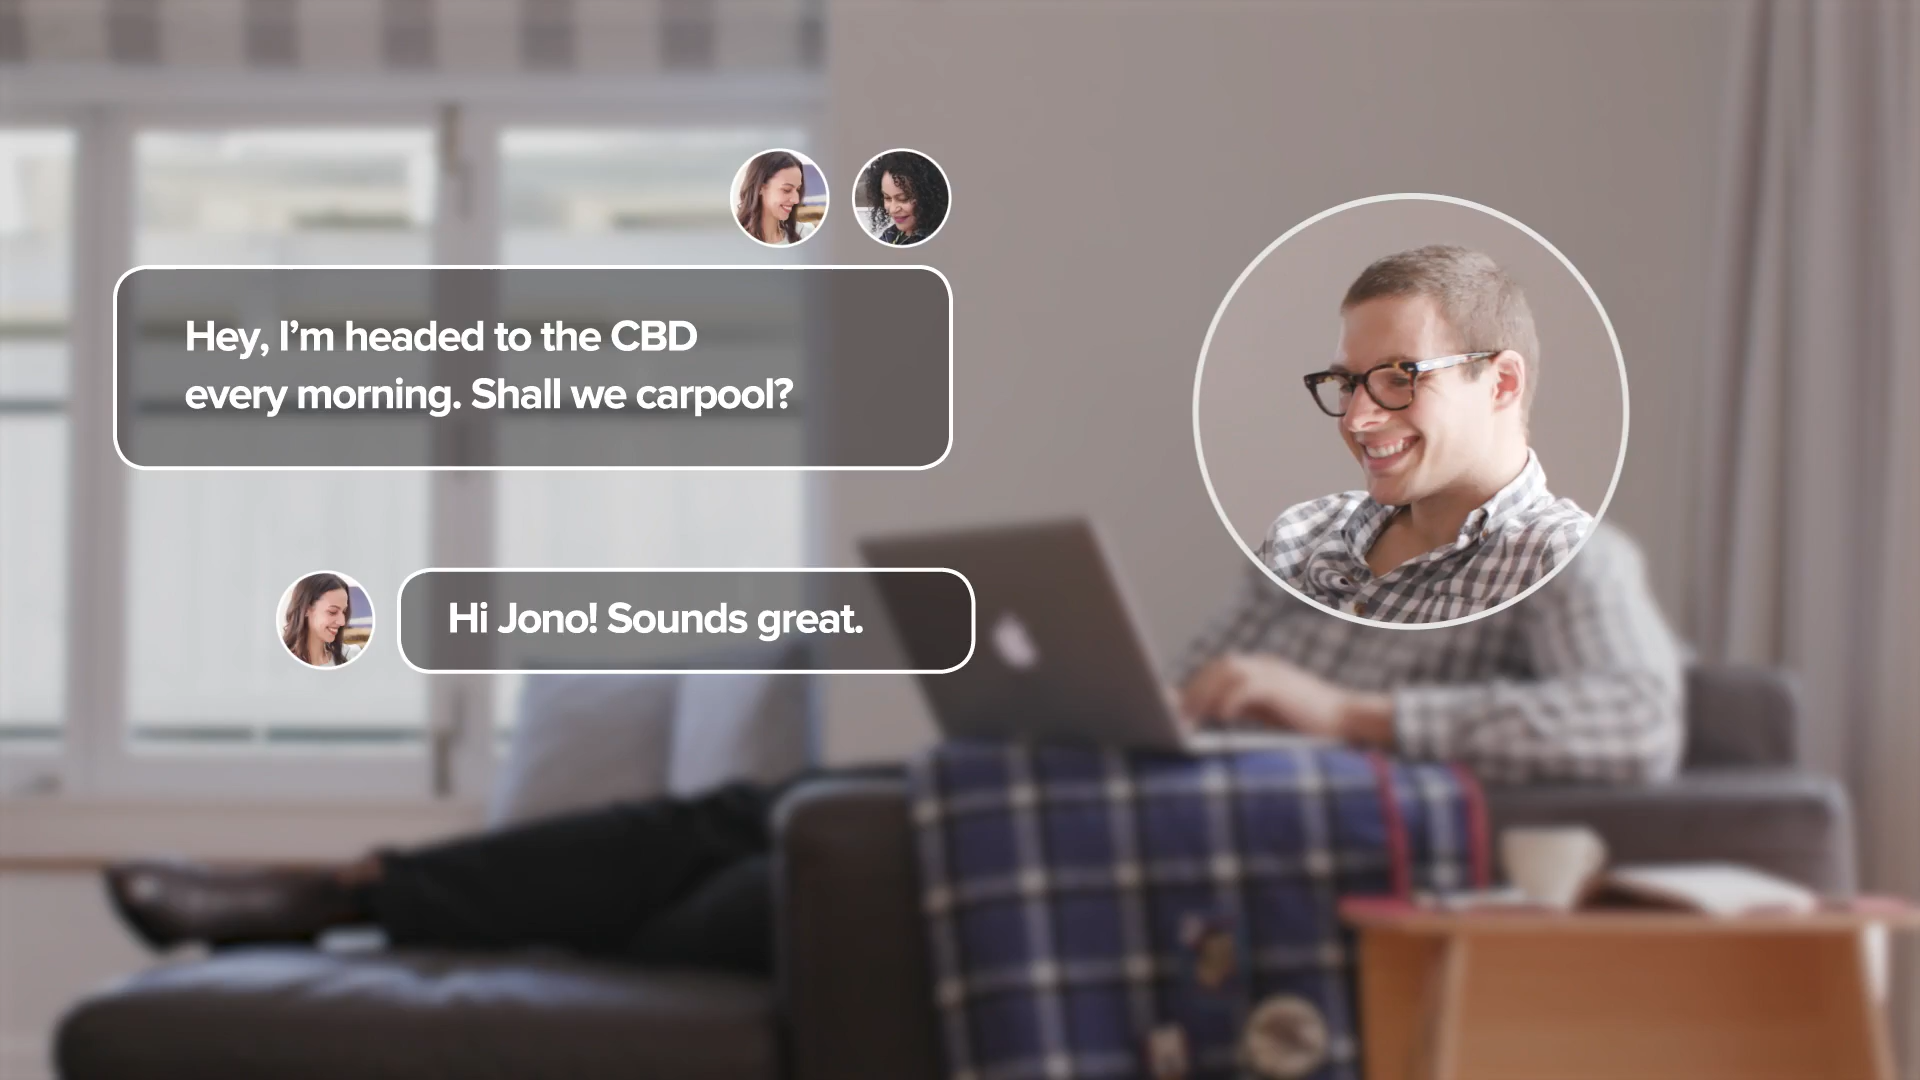 Hey, I’m headed to the CBD
every morning. Shall we carpool?
Hi Jono! Sounds great.